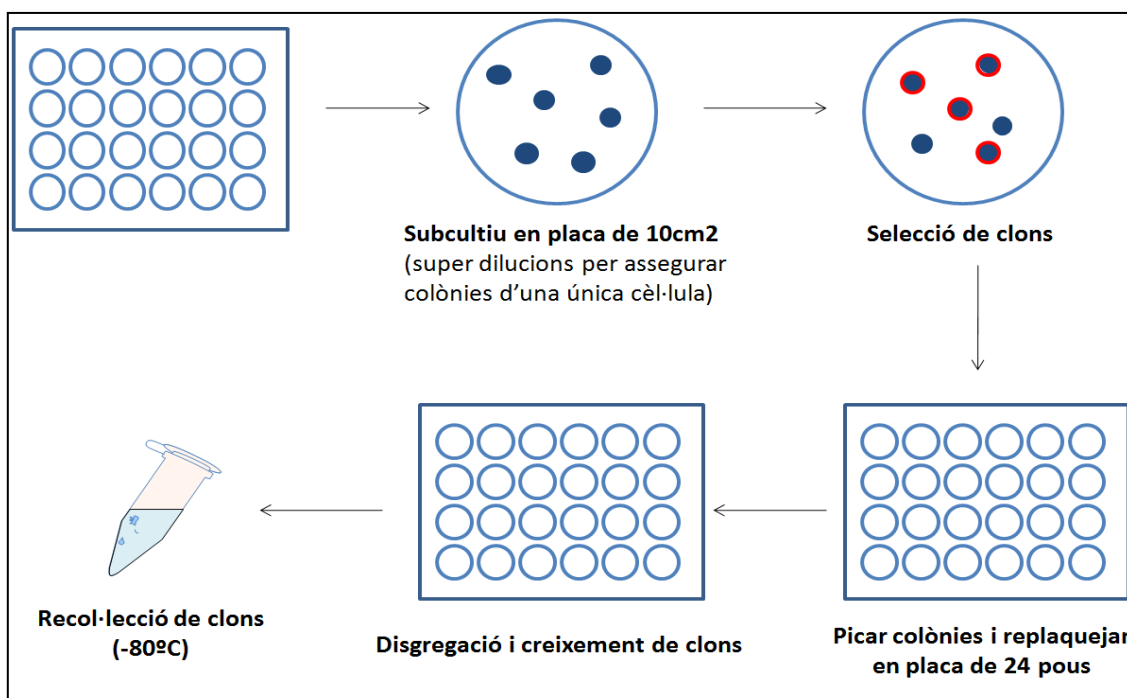 Subcultiu en placa de 10cm2
(super dilucions per assegurar
colònies d'una única cèl·lula)
Selecció de clons
Picar colònies i replaquejar
en placa de 24 pous
Disgregació i creixement de clons
Recol·lecció de clons
(-80ºC)